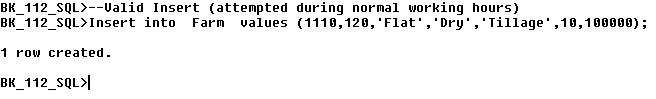 BK_112_SQL>--Valid Insert (attempted during normal working hours)
BK_112_SQL>Insert into  Farm  values (1110,120,'Flat','Dry','Tillage',10,100000);
1 row created.
BK_112_SQL>